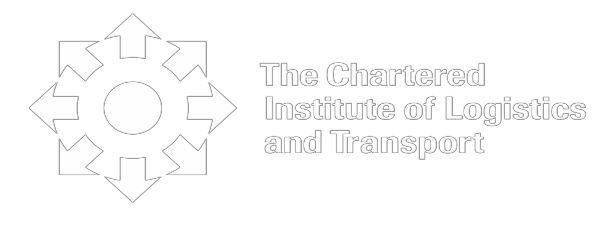 The Chartered
Institute of Logistics
and Transport